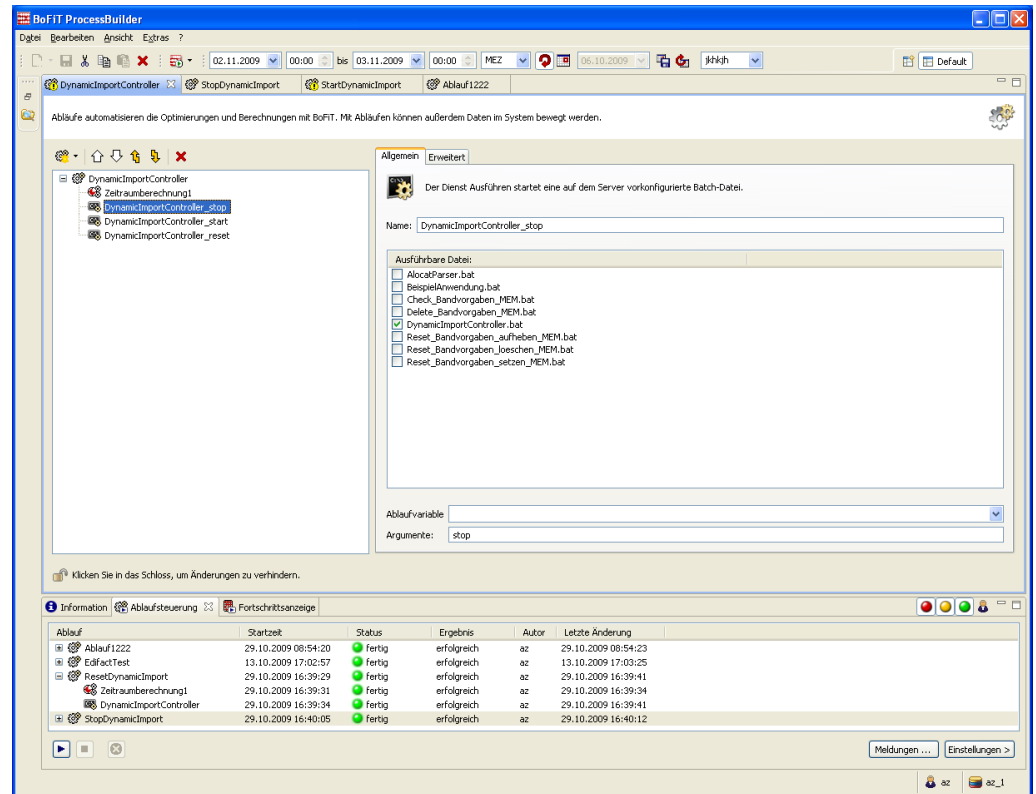 BoFiT ProcessBuilder
Datei Bearbeiten Ansicht Extras ?
02.11.2009 00:00 bis 03.11.2009 00:00 MEZ 06.10.2009 jkhkjh Default
DynamicImportController StopDynamicImport StartDynamicImport Ablauf1222
Abläufe automatisieren die Optimierungen und Berechnungen mit BoFiT. Mit Abläufen können außerdem Daten im System bewegt werden.
DynamicImportController
Zeitraumberechnung1
DynamicImportController_stop
DynamicImportController_start
DynamicImportController_reset
Allgemein Erweitert
Der Dienst Ausführen startet eine auf dem Server vorkonfigurierte Batch-Datei.
Name: DynamicImportController_stop
Ausführbare Datei:
AlocatParser.bat
BeispielAnwendung.bat
Check_Bandvorgaben_MEM.bat
Delete_Bandvorgaben_MEM.bat
DynamicImportController.bat
Reset_Bandvorgaben_aufheben_MEM.bat
Reset_Bandvorgaben_loeschen_MEM.bat
Reset_Bandvorgaben_setzen_MEM.bat
Ablaufvariable
Argumente: stop
Klicken Sie in das Schloss, um Änderungen zu verhindern.
Information Ablaufsteuerung Fortschrittsanzeige
Ablauf Startzeit Status Ergebnis Autor Letzte Änderung
Ablauf1222 29.10.2009 08:54:20 fertig erfolgreich az 29.10.2009 08:54:23
EdifactTest 13.10.2009 17:02:57 fertig erfolgreich az 13.10.2009 17:03:25
ResetDynamicImport 29.10.2009 16:39:29 fertig erfolgreich az 29.10.2009 16:39:41
Zeitraumberechnung1 29.10.2009 16:39:31 fertig erfolgreich az 29.10.2009 16:39:34
DynamicImportController 29.10.2009 16:39:34 fertig erfolgreich az 29.10.2009 16:39:41
StopDynamicImport 29.10.2009 16:40:05 fertig erfolgreich az 29.10.2009 16:40:12
Meldungen ... Einstellungen >
az az_1